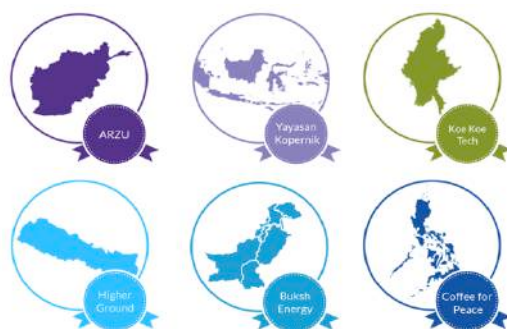 ARZU
Yayasan
Kopernik
Koe Koe
Tech
Higher
Ground
Buksh
Energy
Coffee for
Peace